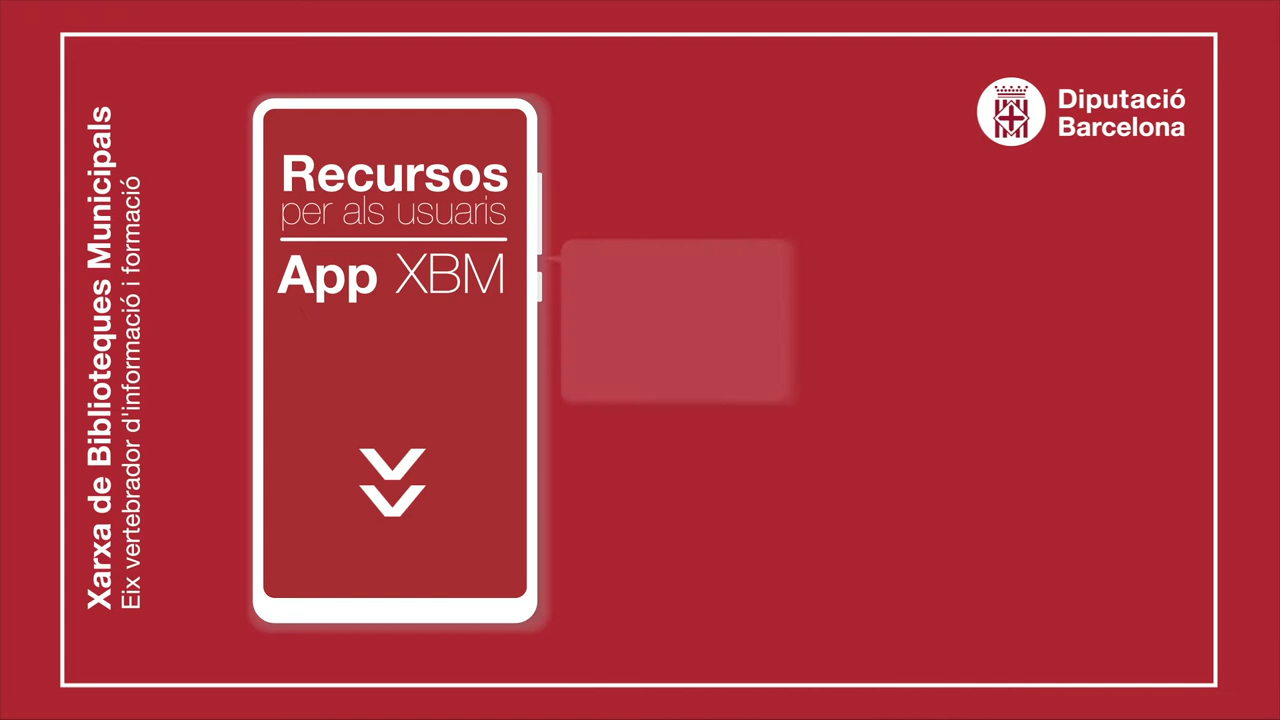 Xarxa de Biblioteques Municipals
Eix vertebrador d'informació i formació
Recursos
per als usuaris
App XBM
Diputació
Barcelona